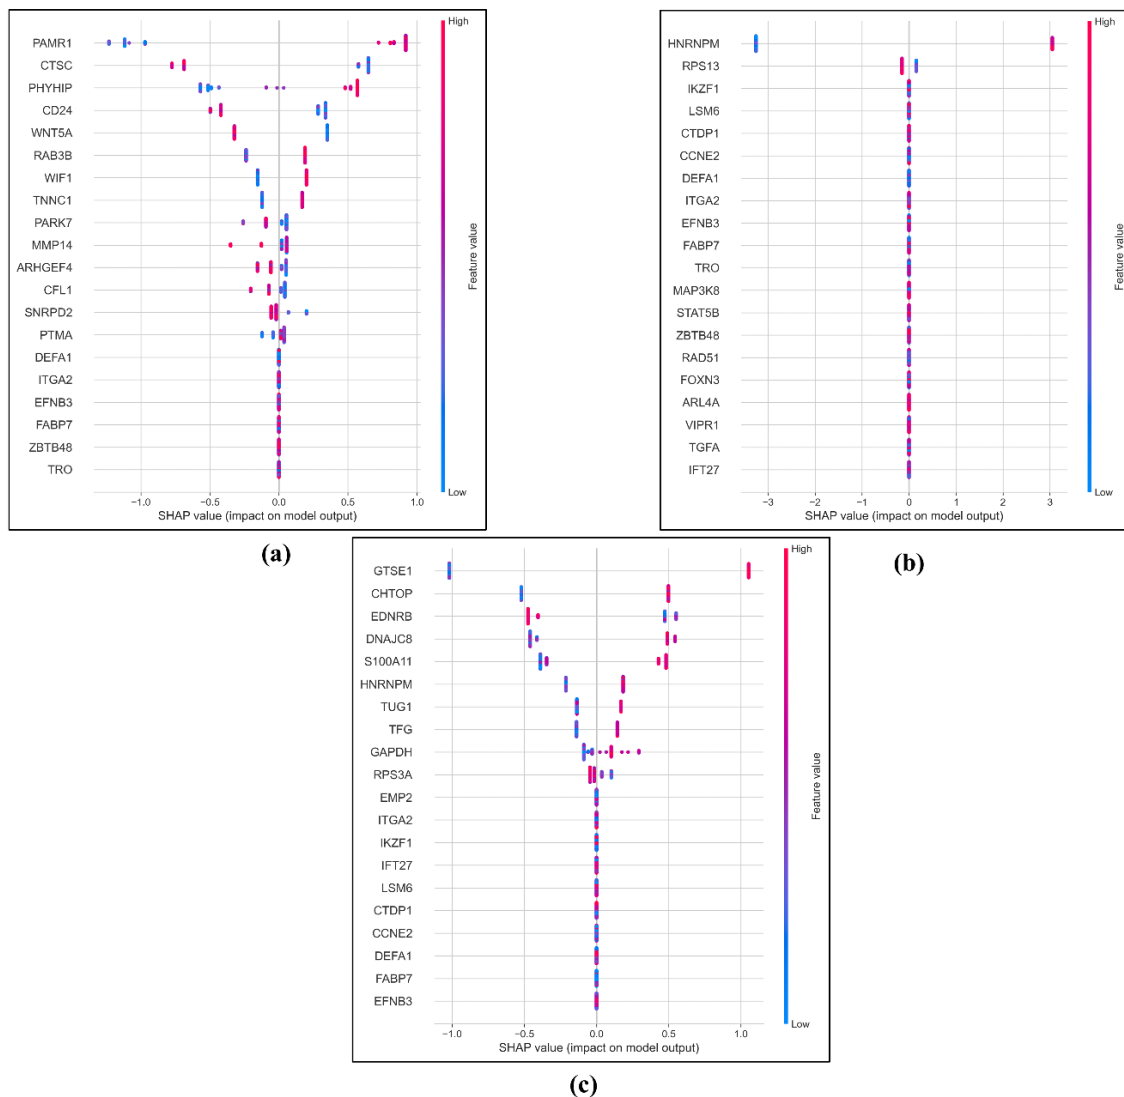 PAMR1
CTSC
PHYHIP
CD24
WNT5A
RAB3B
WIF1
TNNC1
PARK7
MMP14
ARHGEF4
CFL1
SNRPD2
PTMA
DEFA1
ITGA2
EFNB3
FABP7
ZBTB48
TRO
−1.0 −0.5 0.0 0.5 1.0
SHAP value (impact on model output)
High
Feature value
Low
(a)
HNRNPM
RPS13
IKZF1
LSM6
CTDP1
CCNE2
DEFA1
ITGA2
EFNB3
FABP7
TRO
MAP3K8
STAT5B
ZBTB48
RAD51
FOXN3
ARL4A
VIPR1
TGFA
IFT27
−3 −2 −1 0 1 2 3
SHAP value (impact on model output)
High
Feature value
Low
(b)
GTSE1
CHTOP
EDNRB
DNAJC8
S100A11
HNRNPM
TUG1
TFG
GAPDH
RPS3A
EMP2
ITGA2
IKZF1
IFT27
LSM6
CTDP1
CCNE2
DEFA1
FABP7
EFNB3
−1.0 −0.5 0.0 0.5 1.0
SHAP value (impact on model output)
High
Feature value
Low
(c)